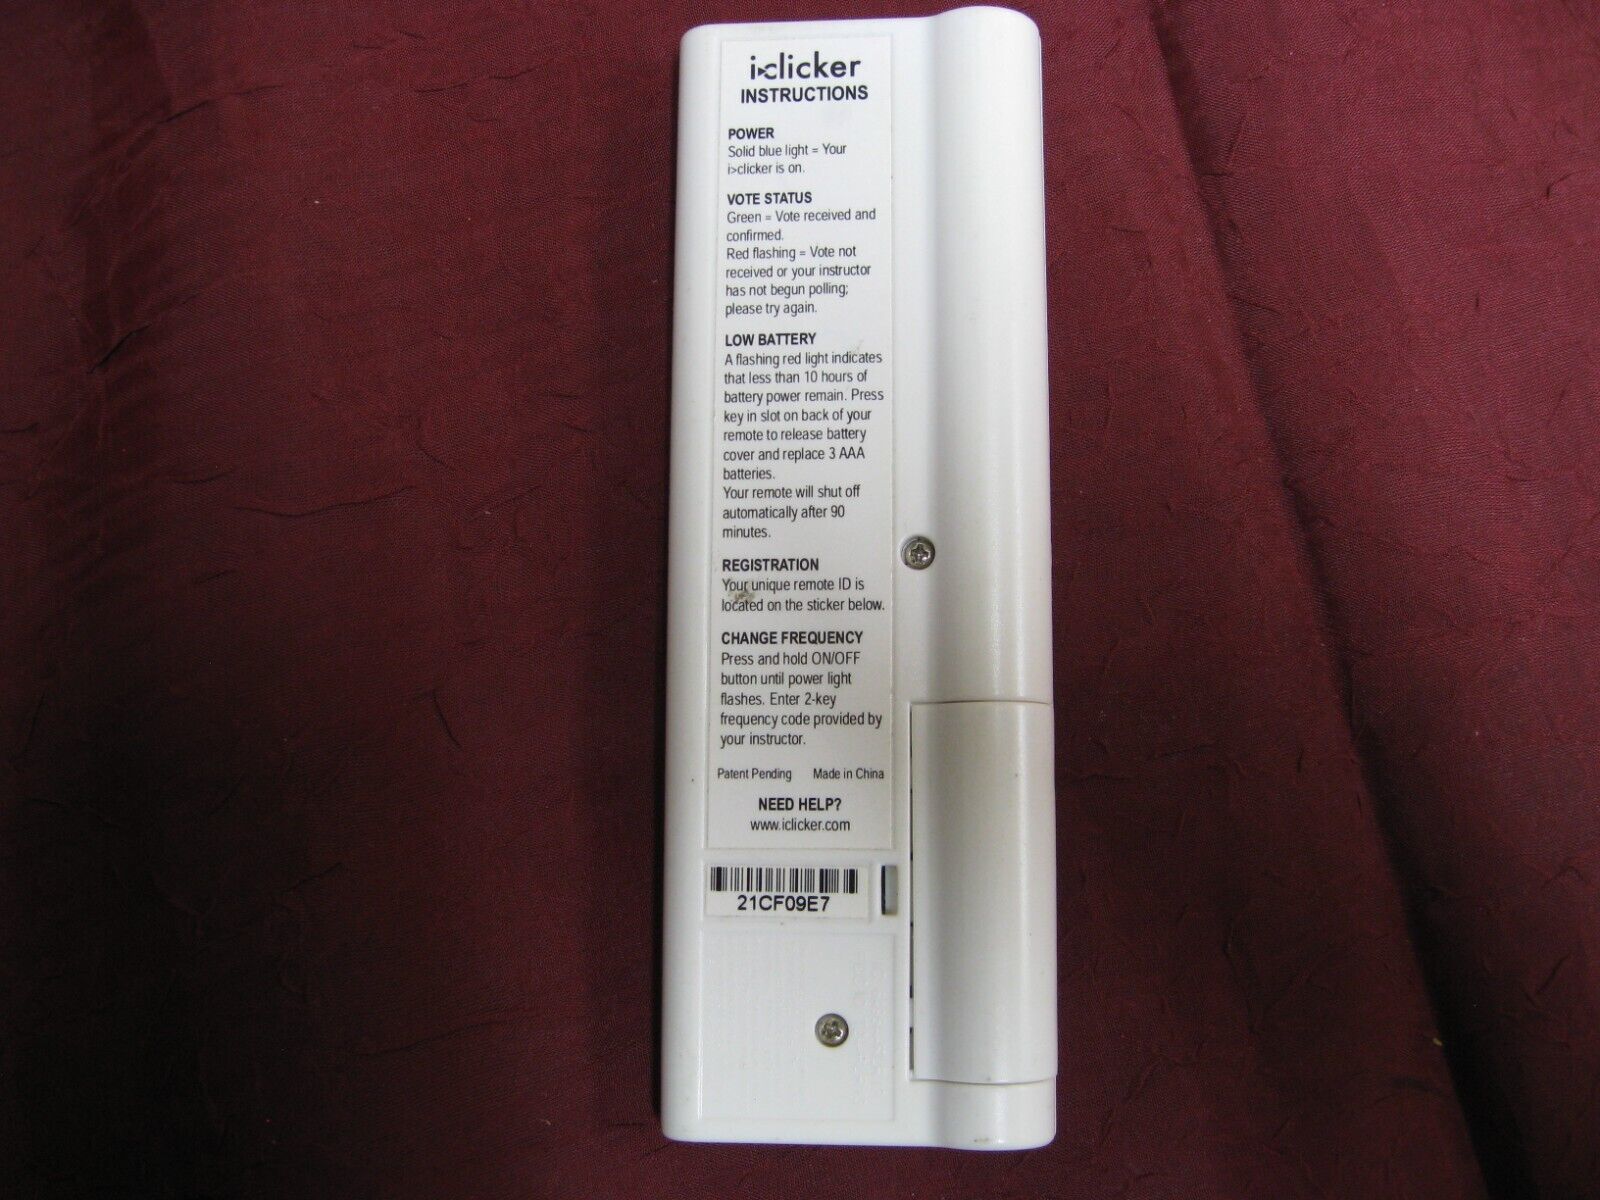 i>clicker
INSTRUCTIONS
POWER
Solid blue light = Your
i>clicker is on.
VOTE STATUS
Green = Vote received and
confirmed.
Red flashing = Vote not
received or your instructor
has not begun polling;
please try again.
LOW BATTERY
A flashing red light indicates
that less than 10 hours of
battery power remain. Press
key in slot on back of your
remote to release battery
cover and replace 3 AAA
batteries.
Your remote will shut off
automatically after 90
minutes.
REGISTRATION
Your unique remote ID is
located on the sticker below.
CHANGE FREQUENCY
Press and hold ON/OFF
button until power light
flashes. Enter 2-key
frequency code provided by
your instructor.
Patent Pending Made in China
NEED HELP?
www.iclicker.com
21CF09E7